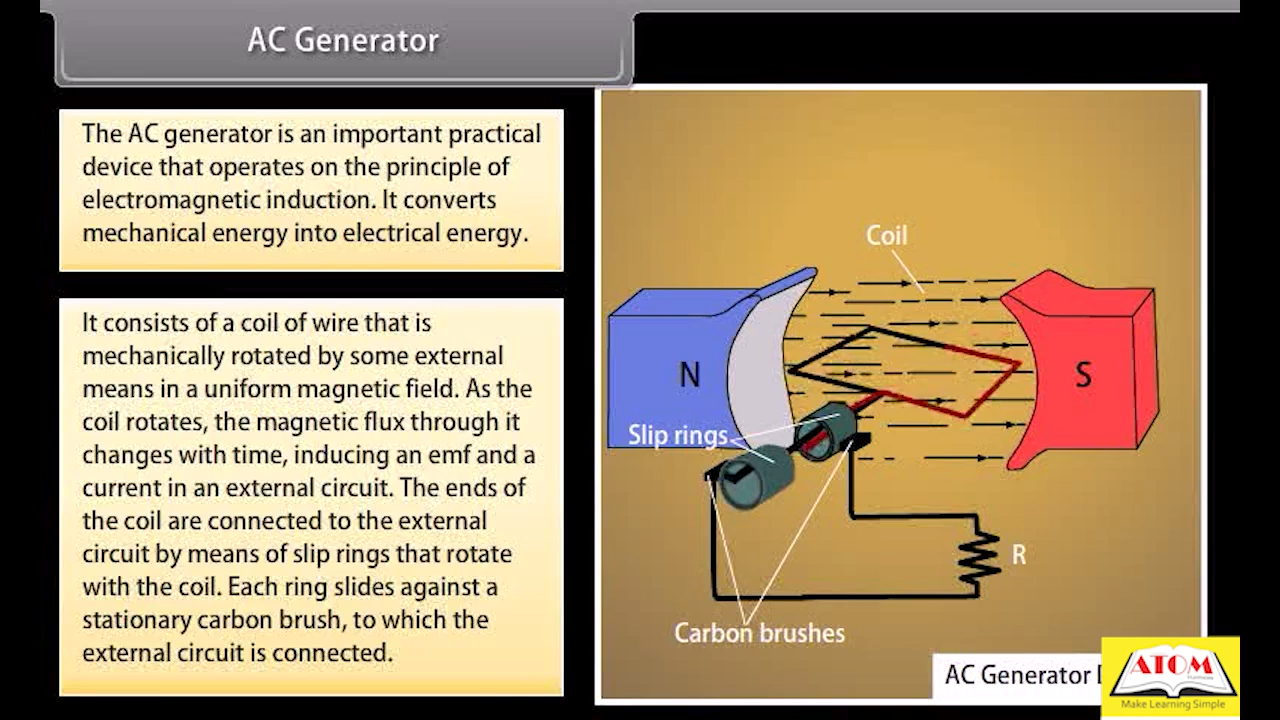 AC Generator
The AC generator is an important practical
device that operates on the principle of
electromagnetic induction. It converts
mechanical energy into electrical energy.
It consists of a coil of wire that is
mechanically rotated by some external
means in a uniform magnetic field. As the
coil rotates, the magnetic flux through it
changes with time, inducing an emf and a
current in an external circuit. The ends of
the coil are connected to the external
circuit by means of slip rings that rotate
with the coil. Each ring slides against a
stationary carbon brush, to which the
external circuit is connected.
Coil
N
S
Slip rings
R
Carbon brushes
AC Generator
ATOM
Make Learning Simple